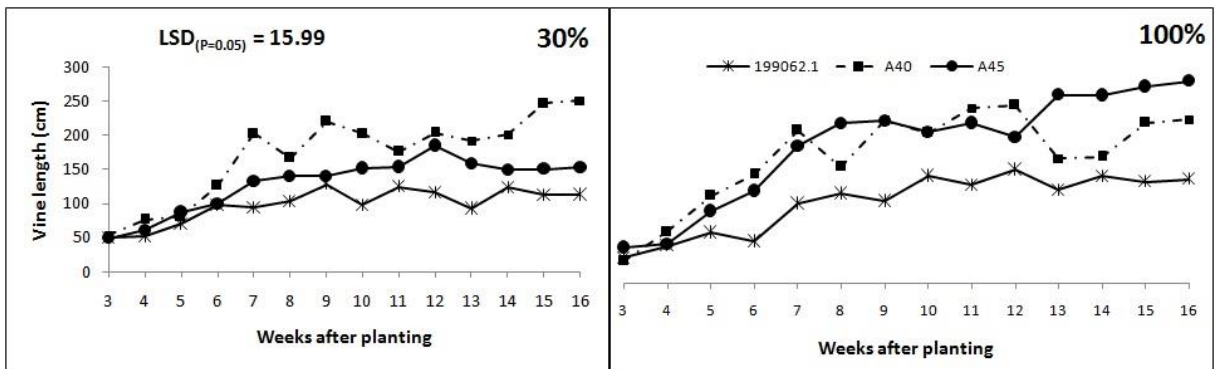 LSD(P=0.05) = 15.99
30%
Vine length (cm)
300
250
200
150
100
50
0
3 4 5 6 7 8 9 10 11 12 13 14 15 16
Weeks after planting
100%
199062.1 A40 A45
3 4 5 6 7 8 9 10 11 12 13 14 15 16
Weeks after planting